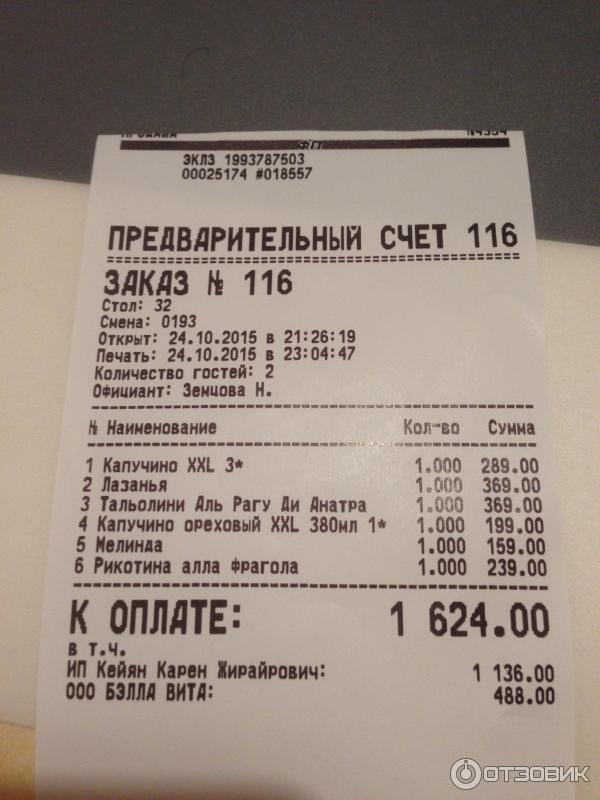 N4354
ФП
ЭКЛЗ 1993787503
00025174 #018557
ПРЕДВАРИТЕЛЬНЫЙ СЧЕТ 116
ЗАКАЗ № 116
Стол: 32
Смена: 0193
Открыт: 24.10.2015 в 21:26:19
Печать: 24.10.2015 в 23:04:47
Количество гостей: 2
Официант: Земцова Н.
№ Наименование Кол-во Сумма
1 Капучино XXL 3* 1.000 289.00
2 Лазанья 1.000 369.00
3 Тальолини Аль Рагу Ди Анатра 1.000 369.00
4 Капучино ореховый XXL 380мл 1* 1.000 199.00
5 Мелинда 1.000 159.00
6 Рикотина алла фрагола 1.000 239.00
К ОПЛАТЕ: 1 624.00
в т.ч.
ИП Кейян Карен Жирайрович: 1 136.00
ООО БЭЛЛА ВИТА: 488.00
ОТЗОВИК